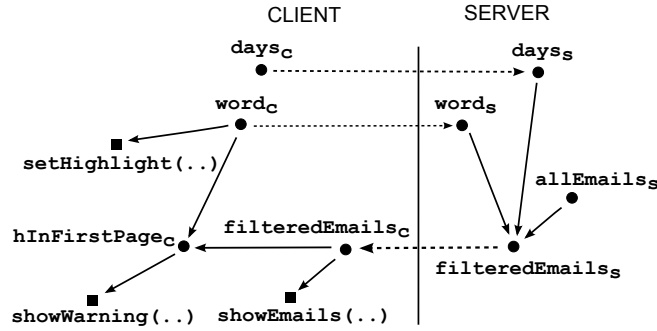 CLIENT SERVER
daysc dayss
wordc words
setHighlight(..)
allEmailss
hInFirstPagec filteredEmailsc
filteredEmailss
showWarning(..) showEmails(..)